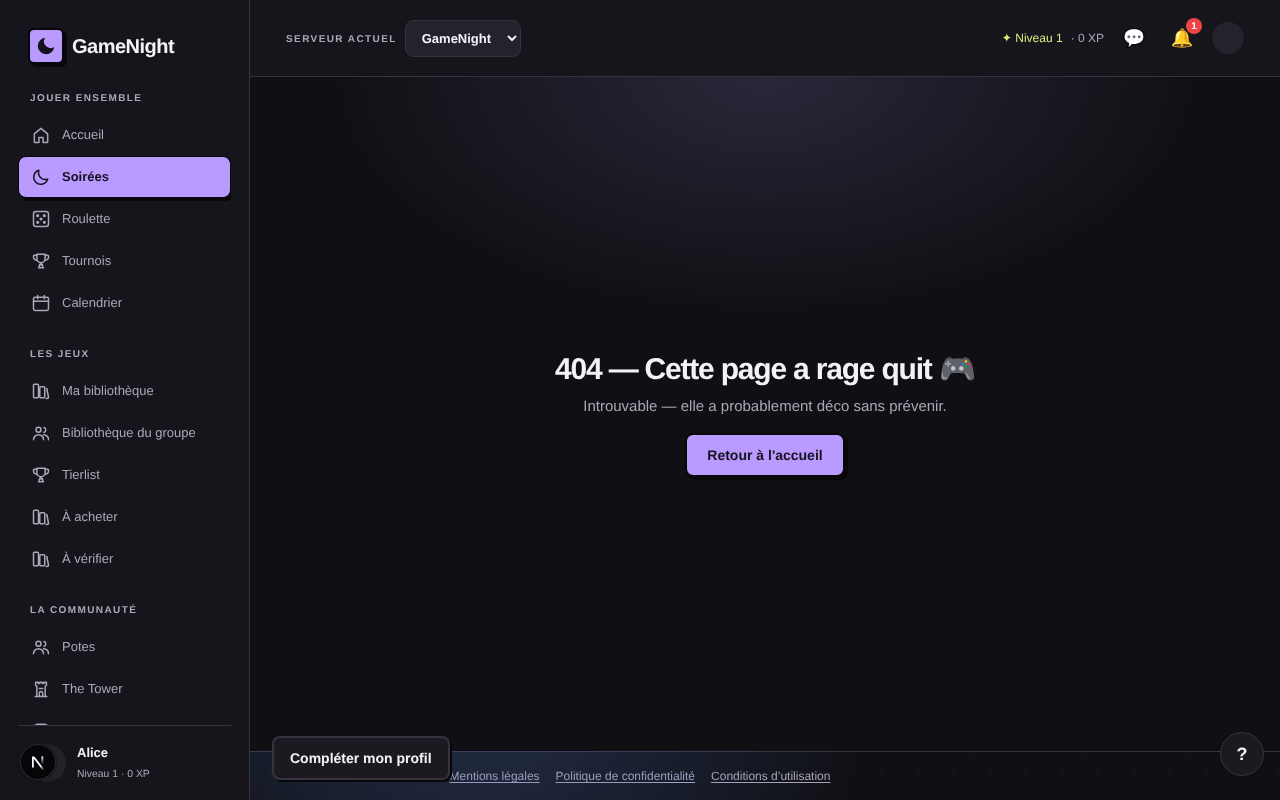 GameNight
SERVEUR ACTUEL
GameNight
✦ Niveau 1 · 0 XP
1
JOUER ENSEMBLE
Accueil
Soirées
Roulette
Tournois
Calendrier
LES JEUX
Ma bibliothèque
Bibliothèque du groupe
Tierlist
À acheter
À vérifier
LA COMMUNAUTÉ
Potes
The Tower
Alice
Niveau 1 · 0 XP
404 — Cette page a rage quit 🎮
Introuvable — elle a probablement déco sans prévenir.
Retour à l'accueil
Compléter mon profil
Mentions légales Politique de confidentialité Conditions d'utilisation
?